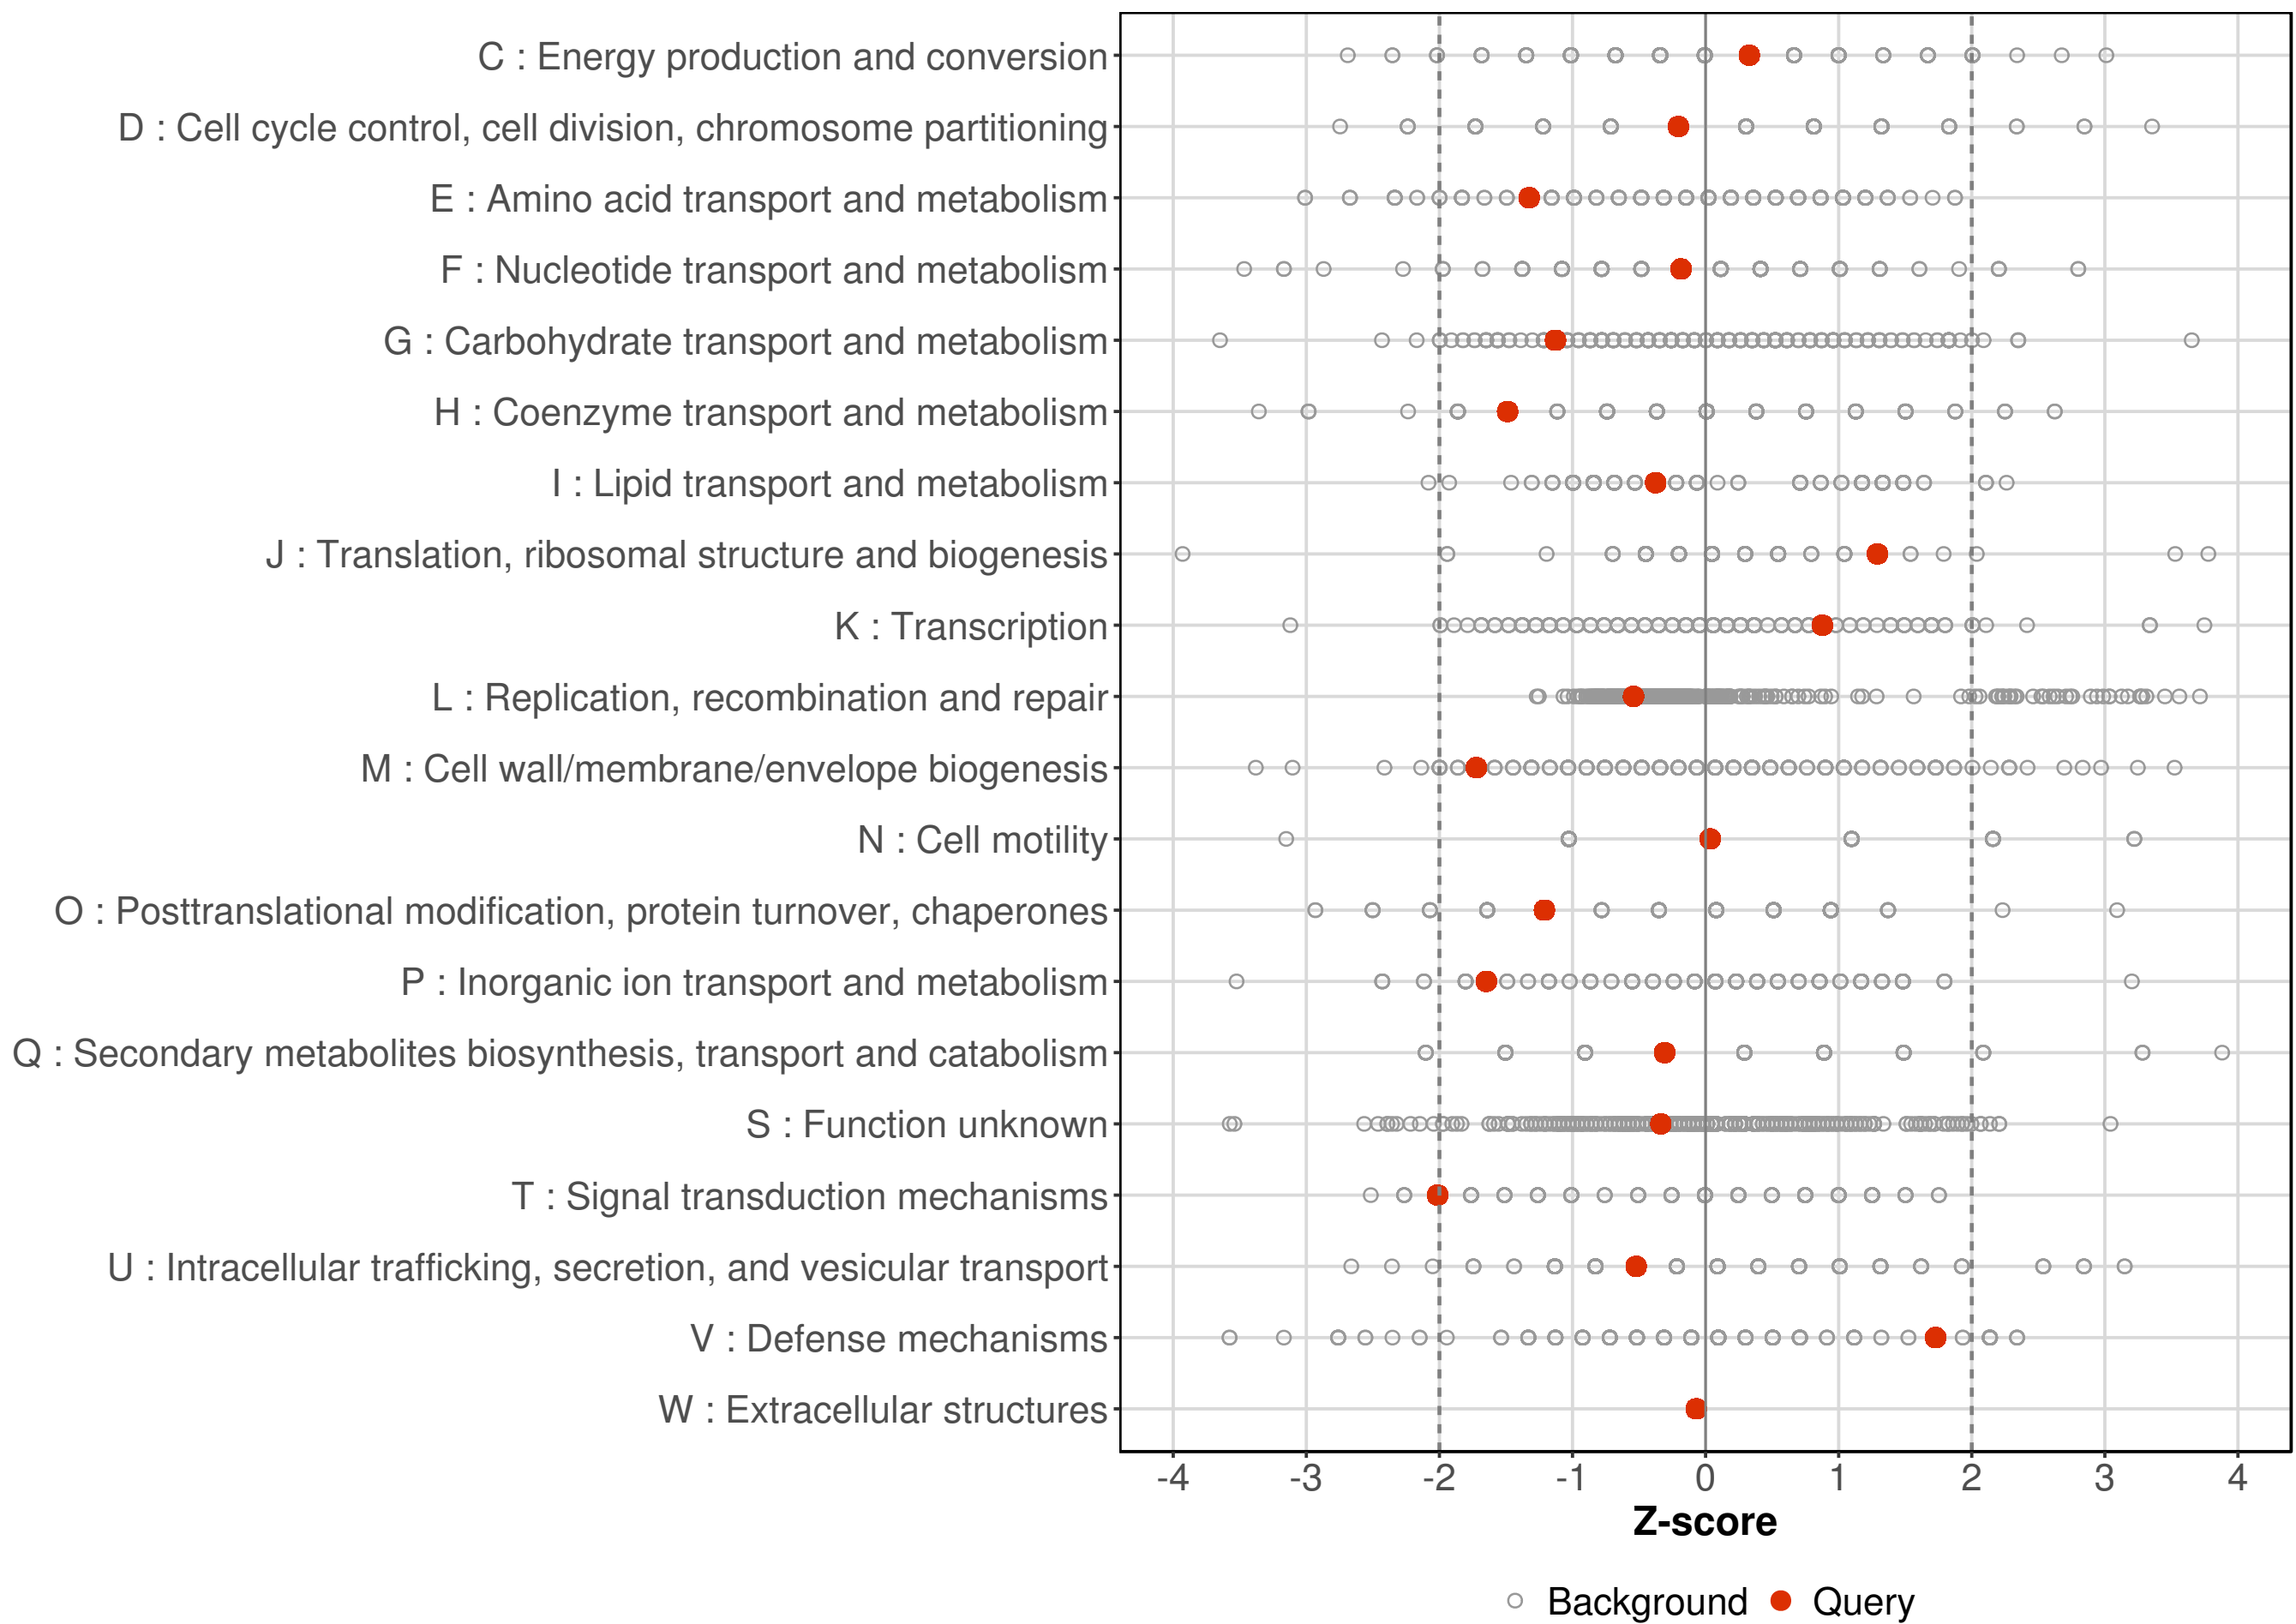 C : Energy production and conversion
D : Cell cycle control, cell division, chromosome partitioning
E : Amino acid transport and metabolism
F : Nucleotide transport and metabolism
G : Carbohydrate transport and metabolism
H : Coenzyme transport and metabolism
I : Lipid transport and metabolism
J : Translation, ribosomal structure and biogenesis
K : Transcription
L : Replication, recombination and repair
M : Cell wall/membrane/envelope biogenesis
N : Cell motility
O : Posttranslational modification, protein turnover, chaperones
P : Inorganic ion transport and metabolism
Q : Secondary metabolites biosynthesis, transport and catabolism
S : Function unknown
T : Signal transduction mechanisms
U : Intracellular trafficking, secretion, and vesicular transport
V : Defense mechanisms
W : Extracellular structures
-4 -3 -2 -1 0 1 2 3 4
Z-score
Background Query